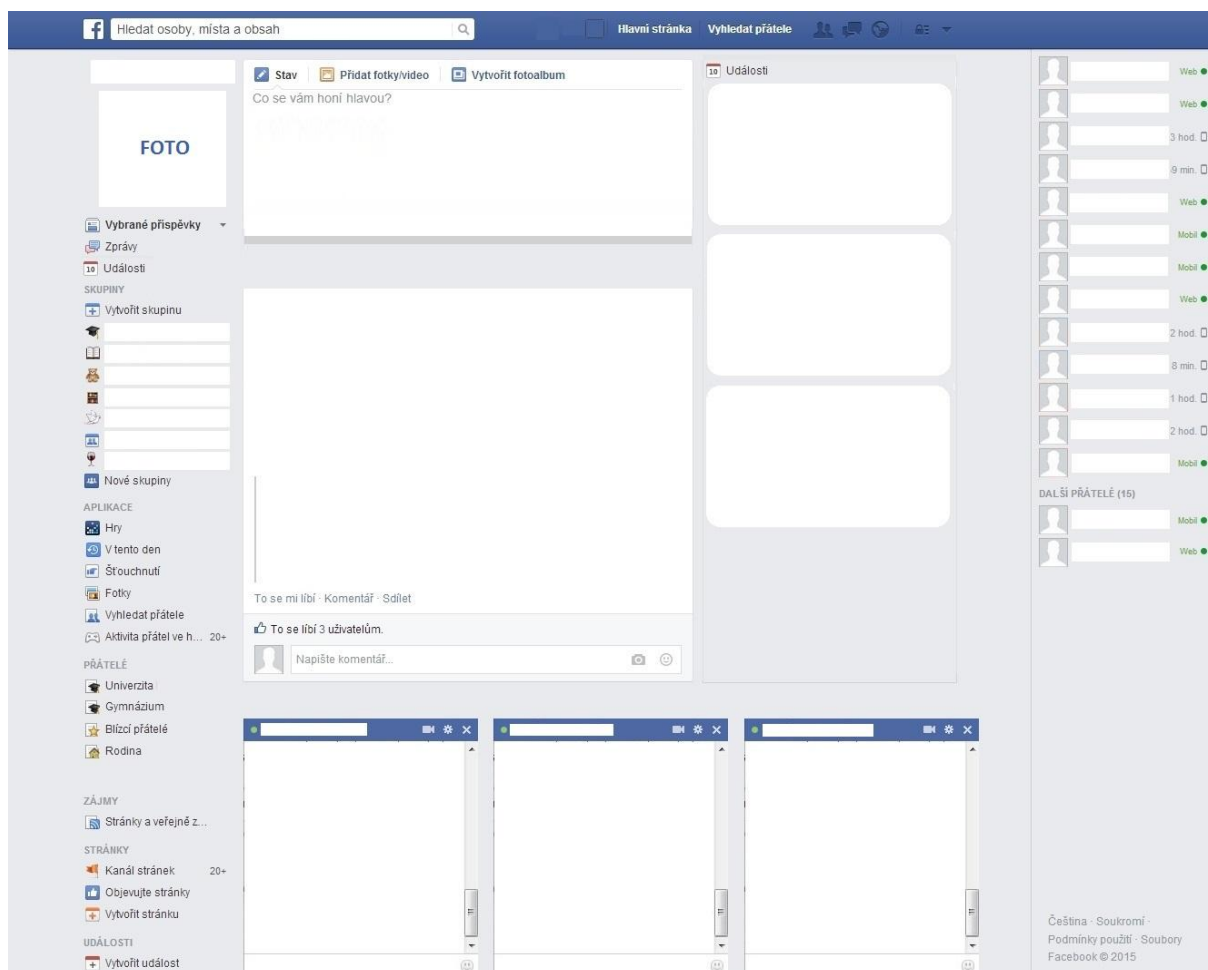 f
Hledat osoby, místa a obsah
Hlavní stránka
Vyhledat přátele
FOTO
Vybrané příspěvky
Zprávy
10 Události
SKUPINY
Vytvořit skupinu
Nové skupiny
APLIKACE
Hry
V tento den
Šťouchnutí
Fotky
Vyhledat přátele
Aktivita přátel ve h... 20+
PŘÁTELÉ
Univerzita
Gymnázium
Blízcí přátelé
Rodina
ZÁJMY
Stránky a veřejně z...
STRÁNKY
Kanál stránek 20+
Objevujte stránky
Vytvořit stránku
UDÁLOSTI
Vytvořit událost
Stav
Přidat fotky/video
Vytvořit fotoalbum
Co se vám honí hlavou?
To se mi líbí · Komentář · Sdílet
To se líbí 3 uživatelům.
Napište komentář...
10 Události
Web
Web
3 hod.
9 min.
Web
Mobil
Mobil
Web
2 hod.
8 min.
1 hod.
2 hod.
Mobil
DALŠÍ PŘÁTELÉ (15)
Mobil
Web
Čeština · Soukromí ·
Podmínky použití · Soubory
Facebook © 2015